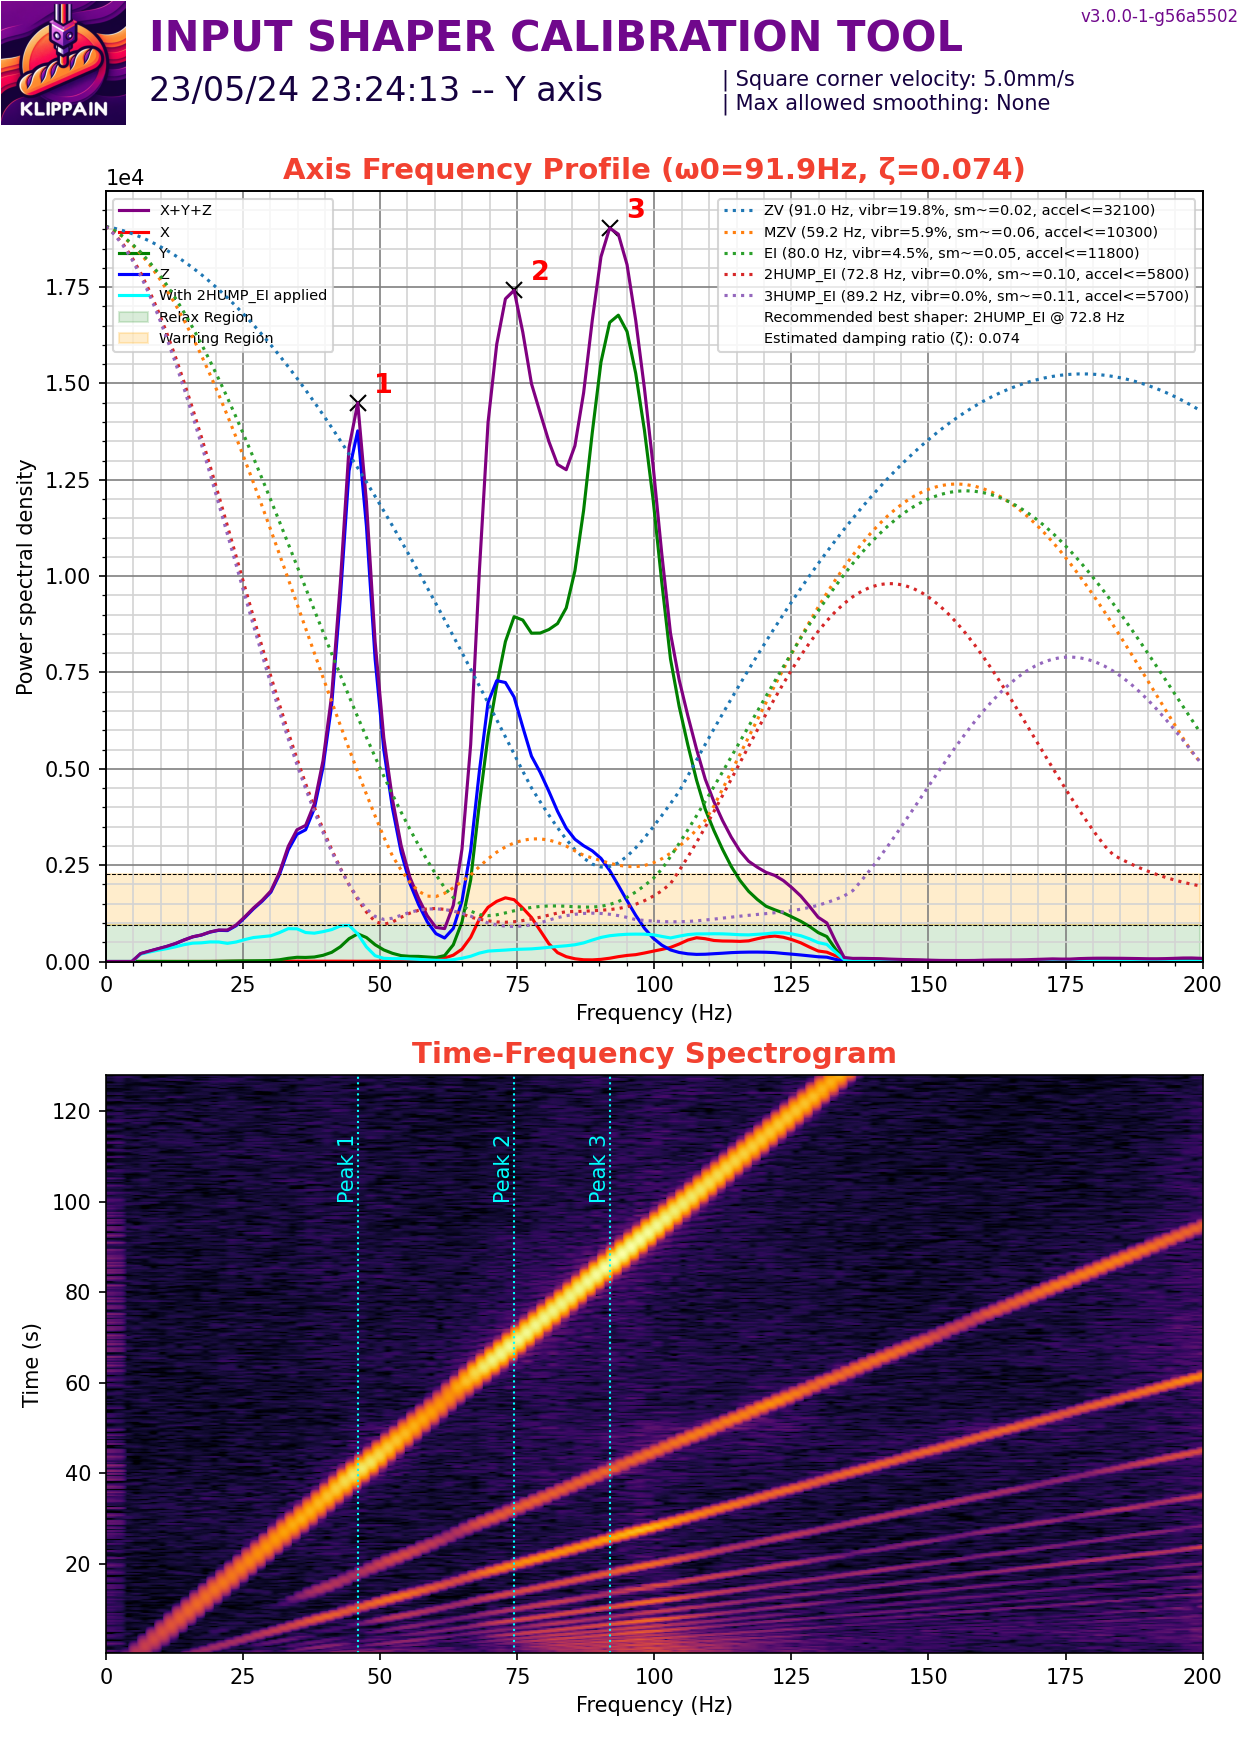 KLIPPAIN
INPUT SHAPER CALIBRATION TOOL
v3.0.0-1-g56a5502
23/05/24 23:24:13 -- Y axis
| Square corner velocity: 5.0mm/s
| Max allowed smoothing: None
Axis Frequency Profile (ω0=91.9Hz, ζ=0.074)
1e4
X+Y+Z
X
Y
Z
With 2HUMP_EI applied
Relax Region
Warning Region
ZV (91.0 Hz, vibr=19.8%, sm~=0.02, accel<=32100)
MZV (59.2 Hz, vibr=5.9%, sm~=0.06, accel<=10300)
EI (80.0 Hz, vibr=4.5%, sm~=0.05, accel<=11800)
2HUMP_EI (72.8 Hz, vibr=0.0%, sm~=0.10, accel<=5800)
3HUMP_EI (89.2 Hz, vibr=0.0%, sm~=0.11, accel<=5700)
Recommended best shaper: 2HUMP_EI @ 72.8 Hz
Estimated damping ratio (ζ): 0.074
1
2
3
Power spectral density
1.75
1.50
1.25
1.00
0.75
0.50
0.25
0.00
0 25 50 75 100 125 150 175 200
Frequency (Hz)
Time-Frequency Spectrogram
Time (s)
120
100
80
60
40
20
Peak 1
Peak 2
Peak 3
0 25 50 75 100 125 150 175 200
Frequency (Hz)